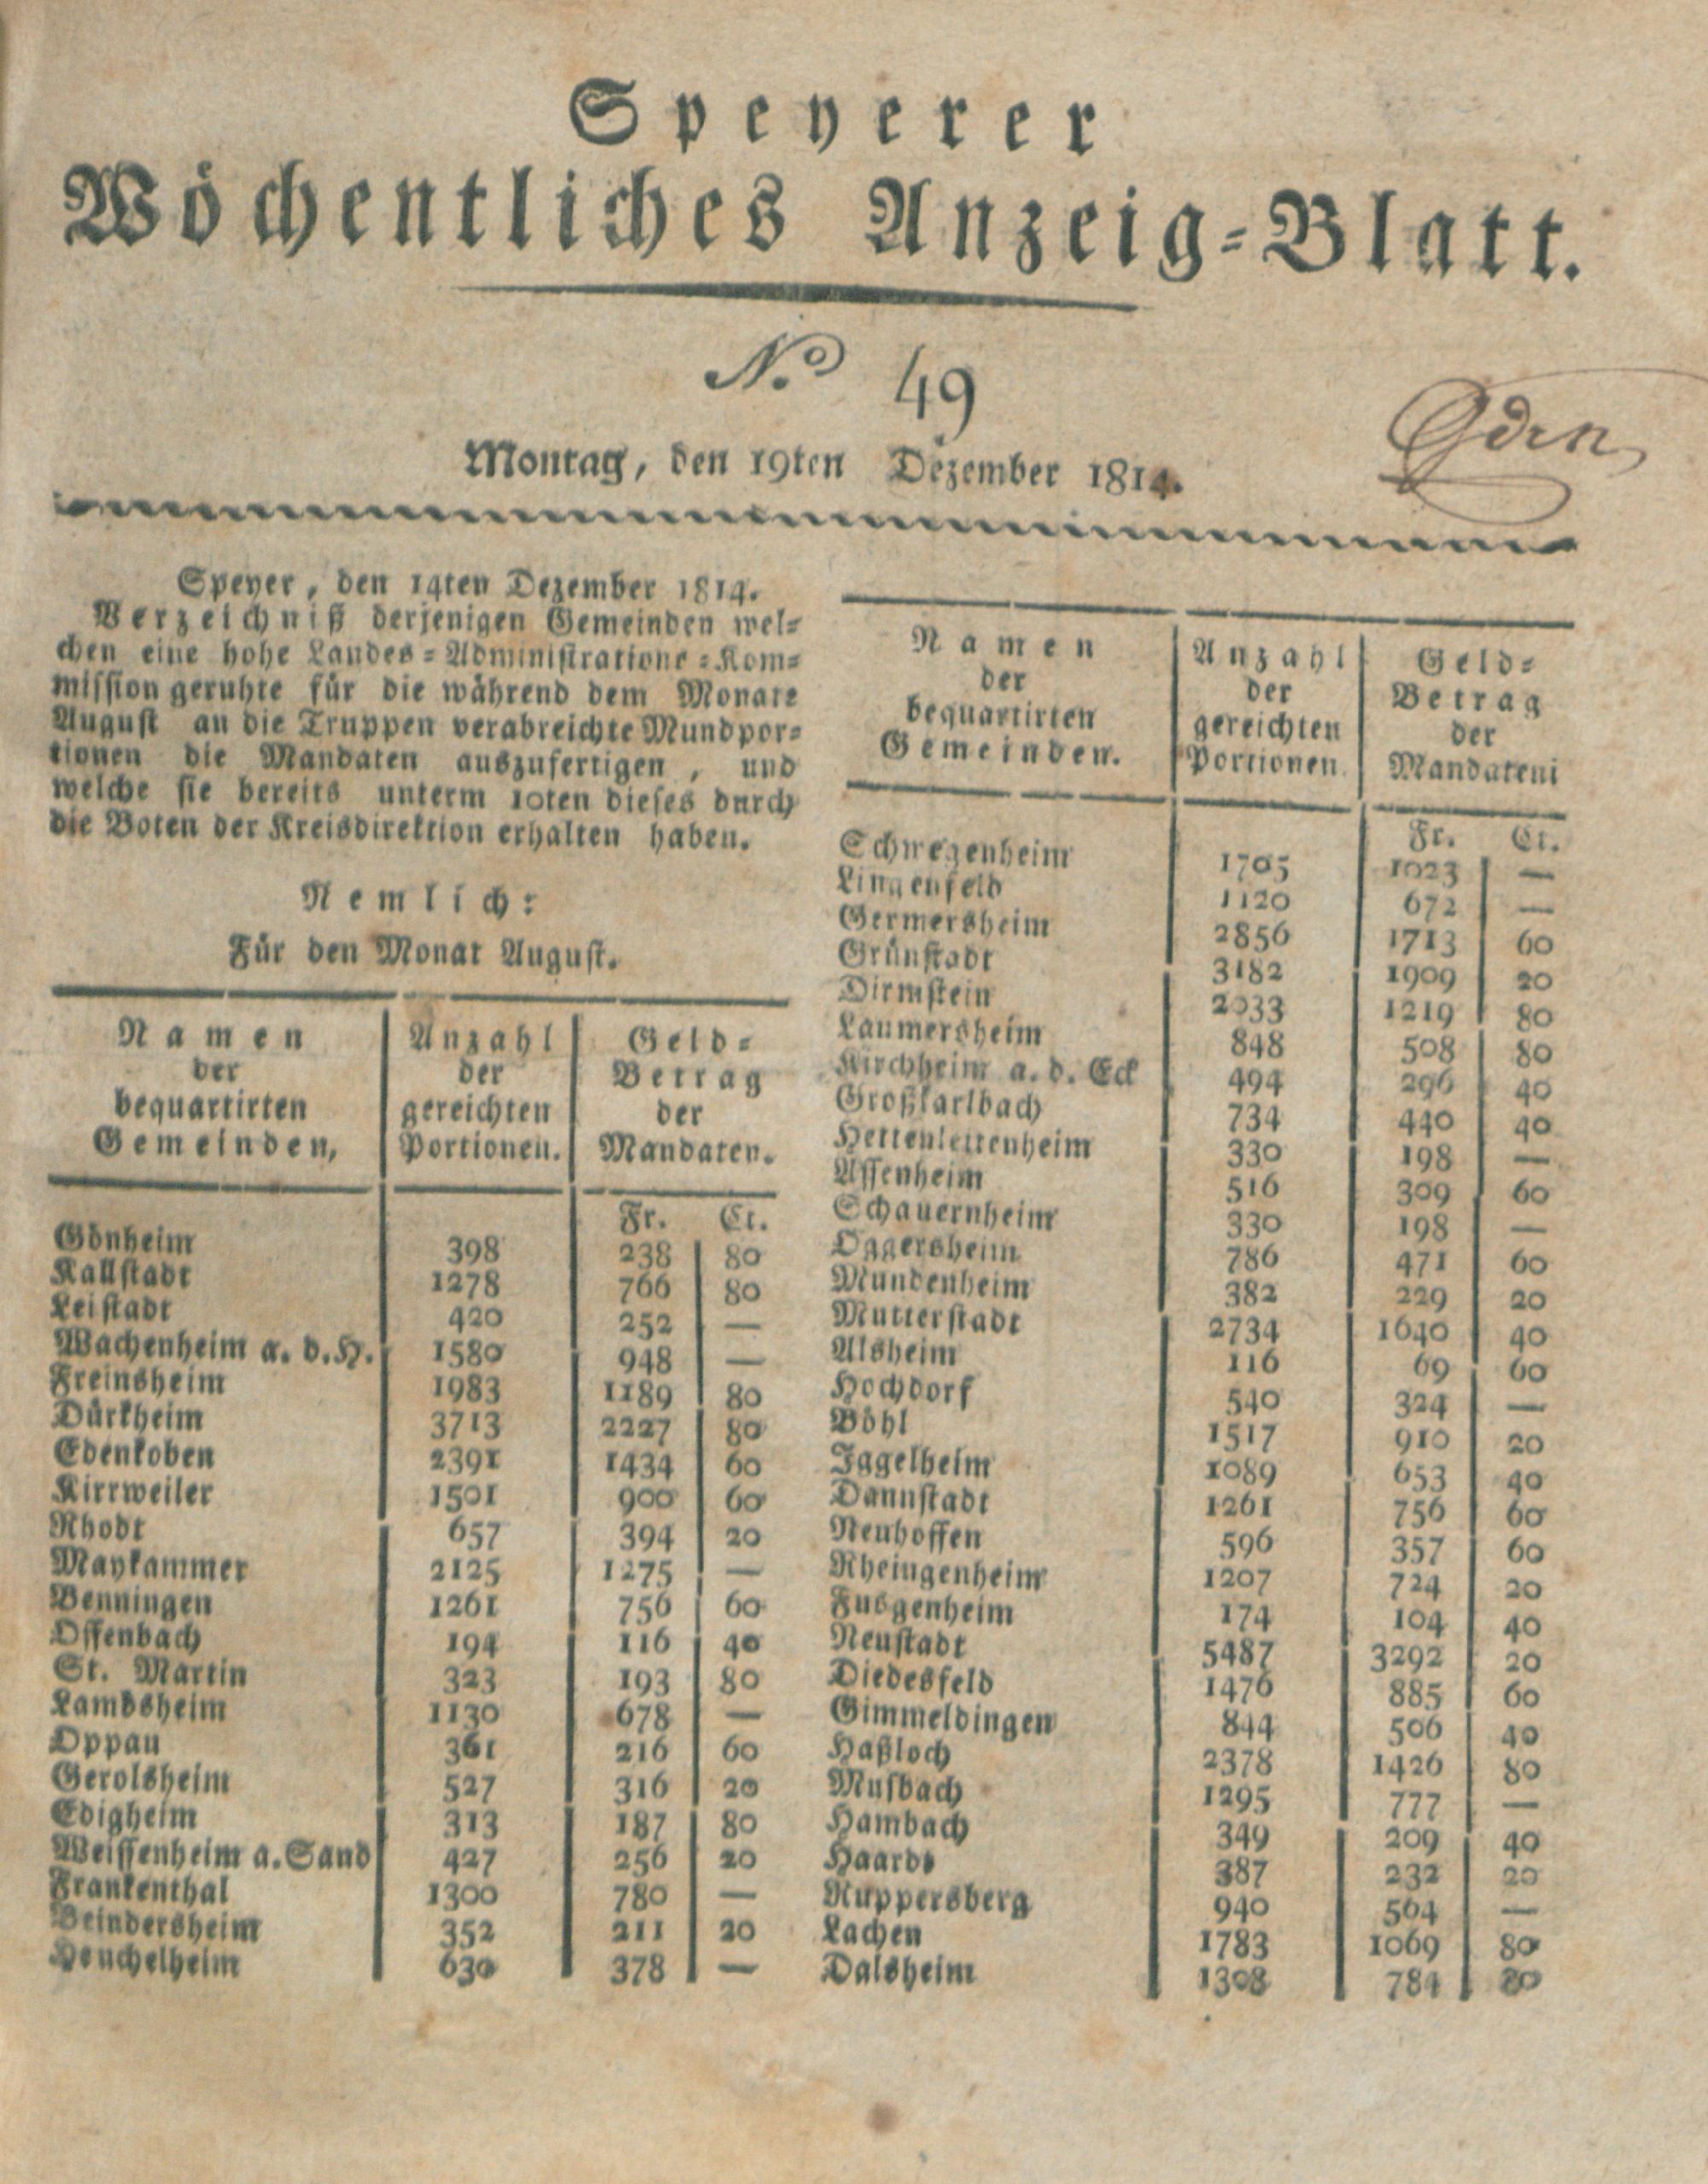 Speyerer
Wöchentliches Anzeig=Blatt.
No. 49
Montag, den 19ten Dezember 1814.
Speyer, den 14ten Dezember 1814.
Verzeichniß derjenigen Gemeinden wel=
chen eine hohe Landes=Administrations=Kom=
mission geruhte für die während dem Monate
August an die Truppen verabreichte Mundpor=
tionen die Mandaten auszufertigen, und
welche sie bereits unterm 10ten dieses durch
die Boten der Kreisdirektion erhalten haben.
Nemlich:
Für den Monat August.
Namen Anzahl Geld=
der der Betrag
bequartirten gereichten der
Gemeinden, Portionen. Mandaten.
Fr. Ct.
Gönheim 398 238 80
Kallstadt 1278 766 80
Leistadt 420 252 —
Wachenheim a. d. H. 1580 948 —
Freinsheim 1983 1189 80
Dürkheim 3713 2227 80
Edenkoben 2391 1434 60
Kirrweiler 1501 900 60
Rhodt 657 394 20
Maykammer 2125 1275 —
Venningen 1261 756 60
Offenbach 194 116 40
St. Martin 323 193 80
Lambsheim 1130 678 —
Oppau 361 216 60
Gerolsheim 527 316 20
Edigheim 313 187 80
Weissenheim a. Sand 427 256 20
Frankenthal 1300 780 —
Beindersheim 352 211 20
Heuchelheim 630 378 —
Namen Anzahl Geld=
der der Betrag
bequartirten gereichten der
Gemeinden. Portionen. Mandateni
Fr. Ct.
Schwegenheim 1705 1023 —
Lingenfeld 1120 672 —
Germersheim 2856 1713 60
Grünstadt 3182 1909 20
Dirmstein 2033 1219 80
Laumersheim 848 508 80
Kirchheim a. d. Eck 494 296 40
Großkarlbach 734 440 40
Hettenlettenheim 330 198 —
Assenheim 516 309 60
Schauernheim 330 198 —
Oggersheim 786 471 60
Mundenheim 382 229 20
Mutterstadt 2734 1640 40
Alsheim 116 69 60
Hochdorf 540 324 —
Böhl 1517 910 20
Jagelheim 1089 653 40
Dannstadt 1261 756 60
Neuhoffen 596 357 60
Rheingenheim 1207 724 20
Fusgenheim 174 104 40
Neustadt 5487 3292 20
Diedesfeld 1476 885 60
Gimmeldingen 844 506 40
Haßloch 2378 1426 80
Musbach 1295 777 —
Hambach 349 209 40
Haardt 387 232 20
Ruppersberg 940 564 —
Lachen 1783 1069 80
Dalsheim 1308 784 80